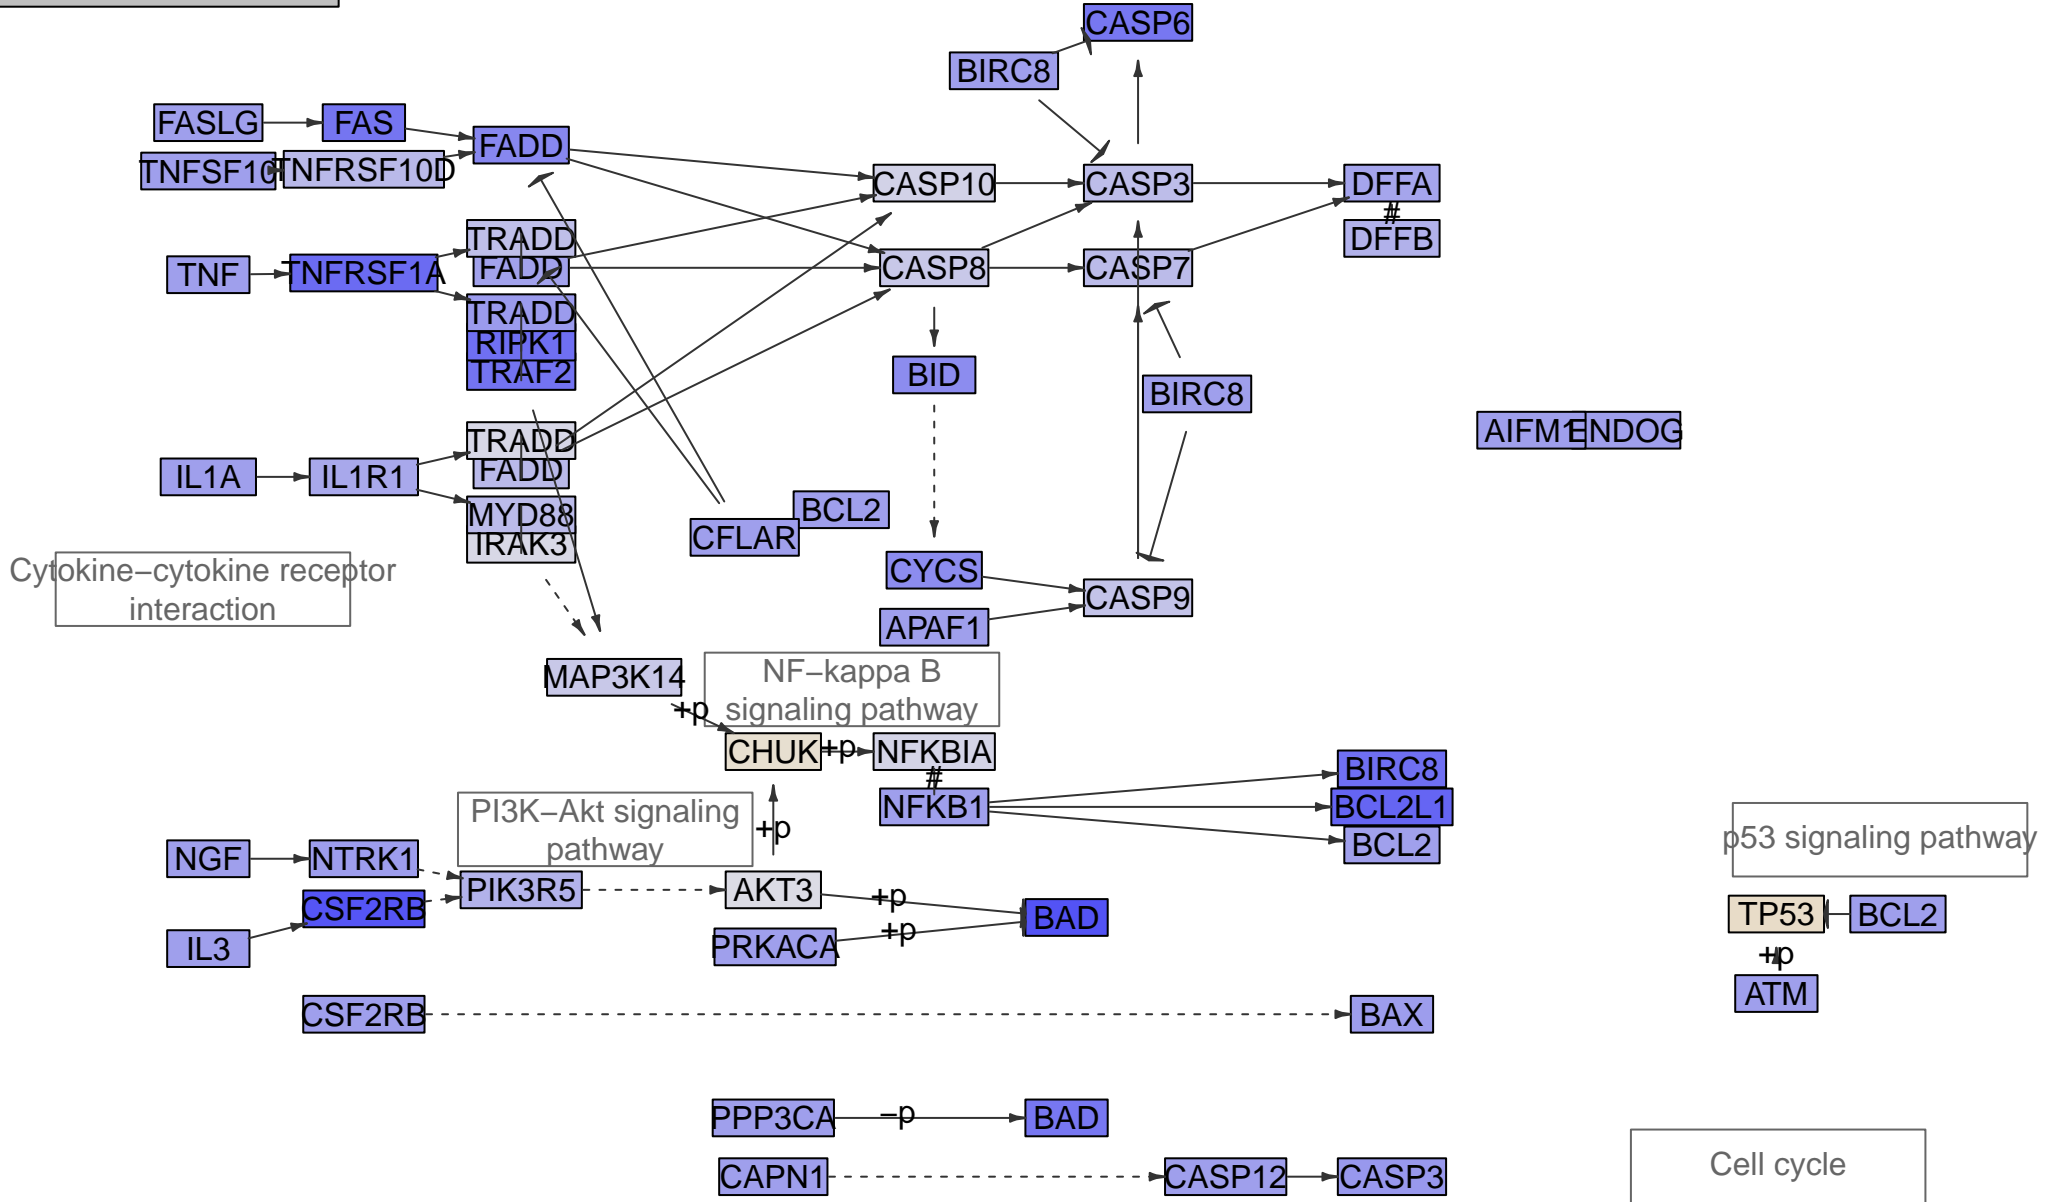 CASP6
BIRC8
FASLG
FAS
FADD
TNFSF10
TNFRSF10D
CASP10
CASP3
DFFA
#
DFFB
TRADD
FADD
TNF
TNFRSF1A
CASP8
CASP7
TRADD
RIPK1
TRAF2
BID
BIRC8
TRADD
FADD
IL1A
IL1R1
MYD88
IRAK3
AIFM1
ENDOG
BCL2
CFLAR
Cytokine−cytokine receptor
interaction
CYCS
CASP9
APAF1
MAP3K14
NF−kappa B
signaling pathway
+p
CHUK
+p
NFKBIA
#
NFKB1
BIRC8
BCL2L1
BCL2
PI3K−Akt signaling
pathway
+p
p53 signaling pathway
NGF
NTRK1
CSF2RB
PIK3R5
AKT3
+p
BAD
TP53
BCL2
IL3
PRKACA
+p
+p
ATM
CSF2RB
BAX
PPP3CA
−p
BAD
CAPN1
CASP12
CASP3
Cell cycle